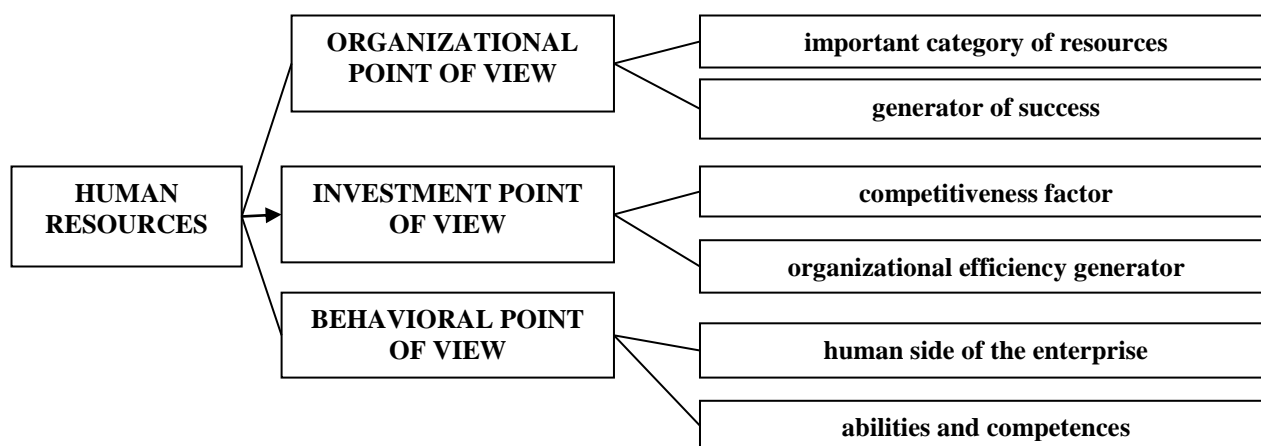 HUMAN
RESOURCES
ORGANIZATIONAL
POINT OF VIEW
important category of resources
generator of success
INVESTMENT POINT
OF VIEW
competitiveness factor
organizational efficiency generator
BEHAVIORAL POINT
OF VIEW
human side of the enterprise
abilities and competences